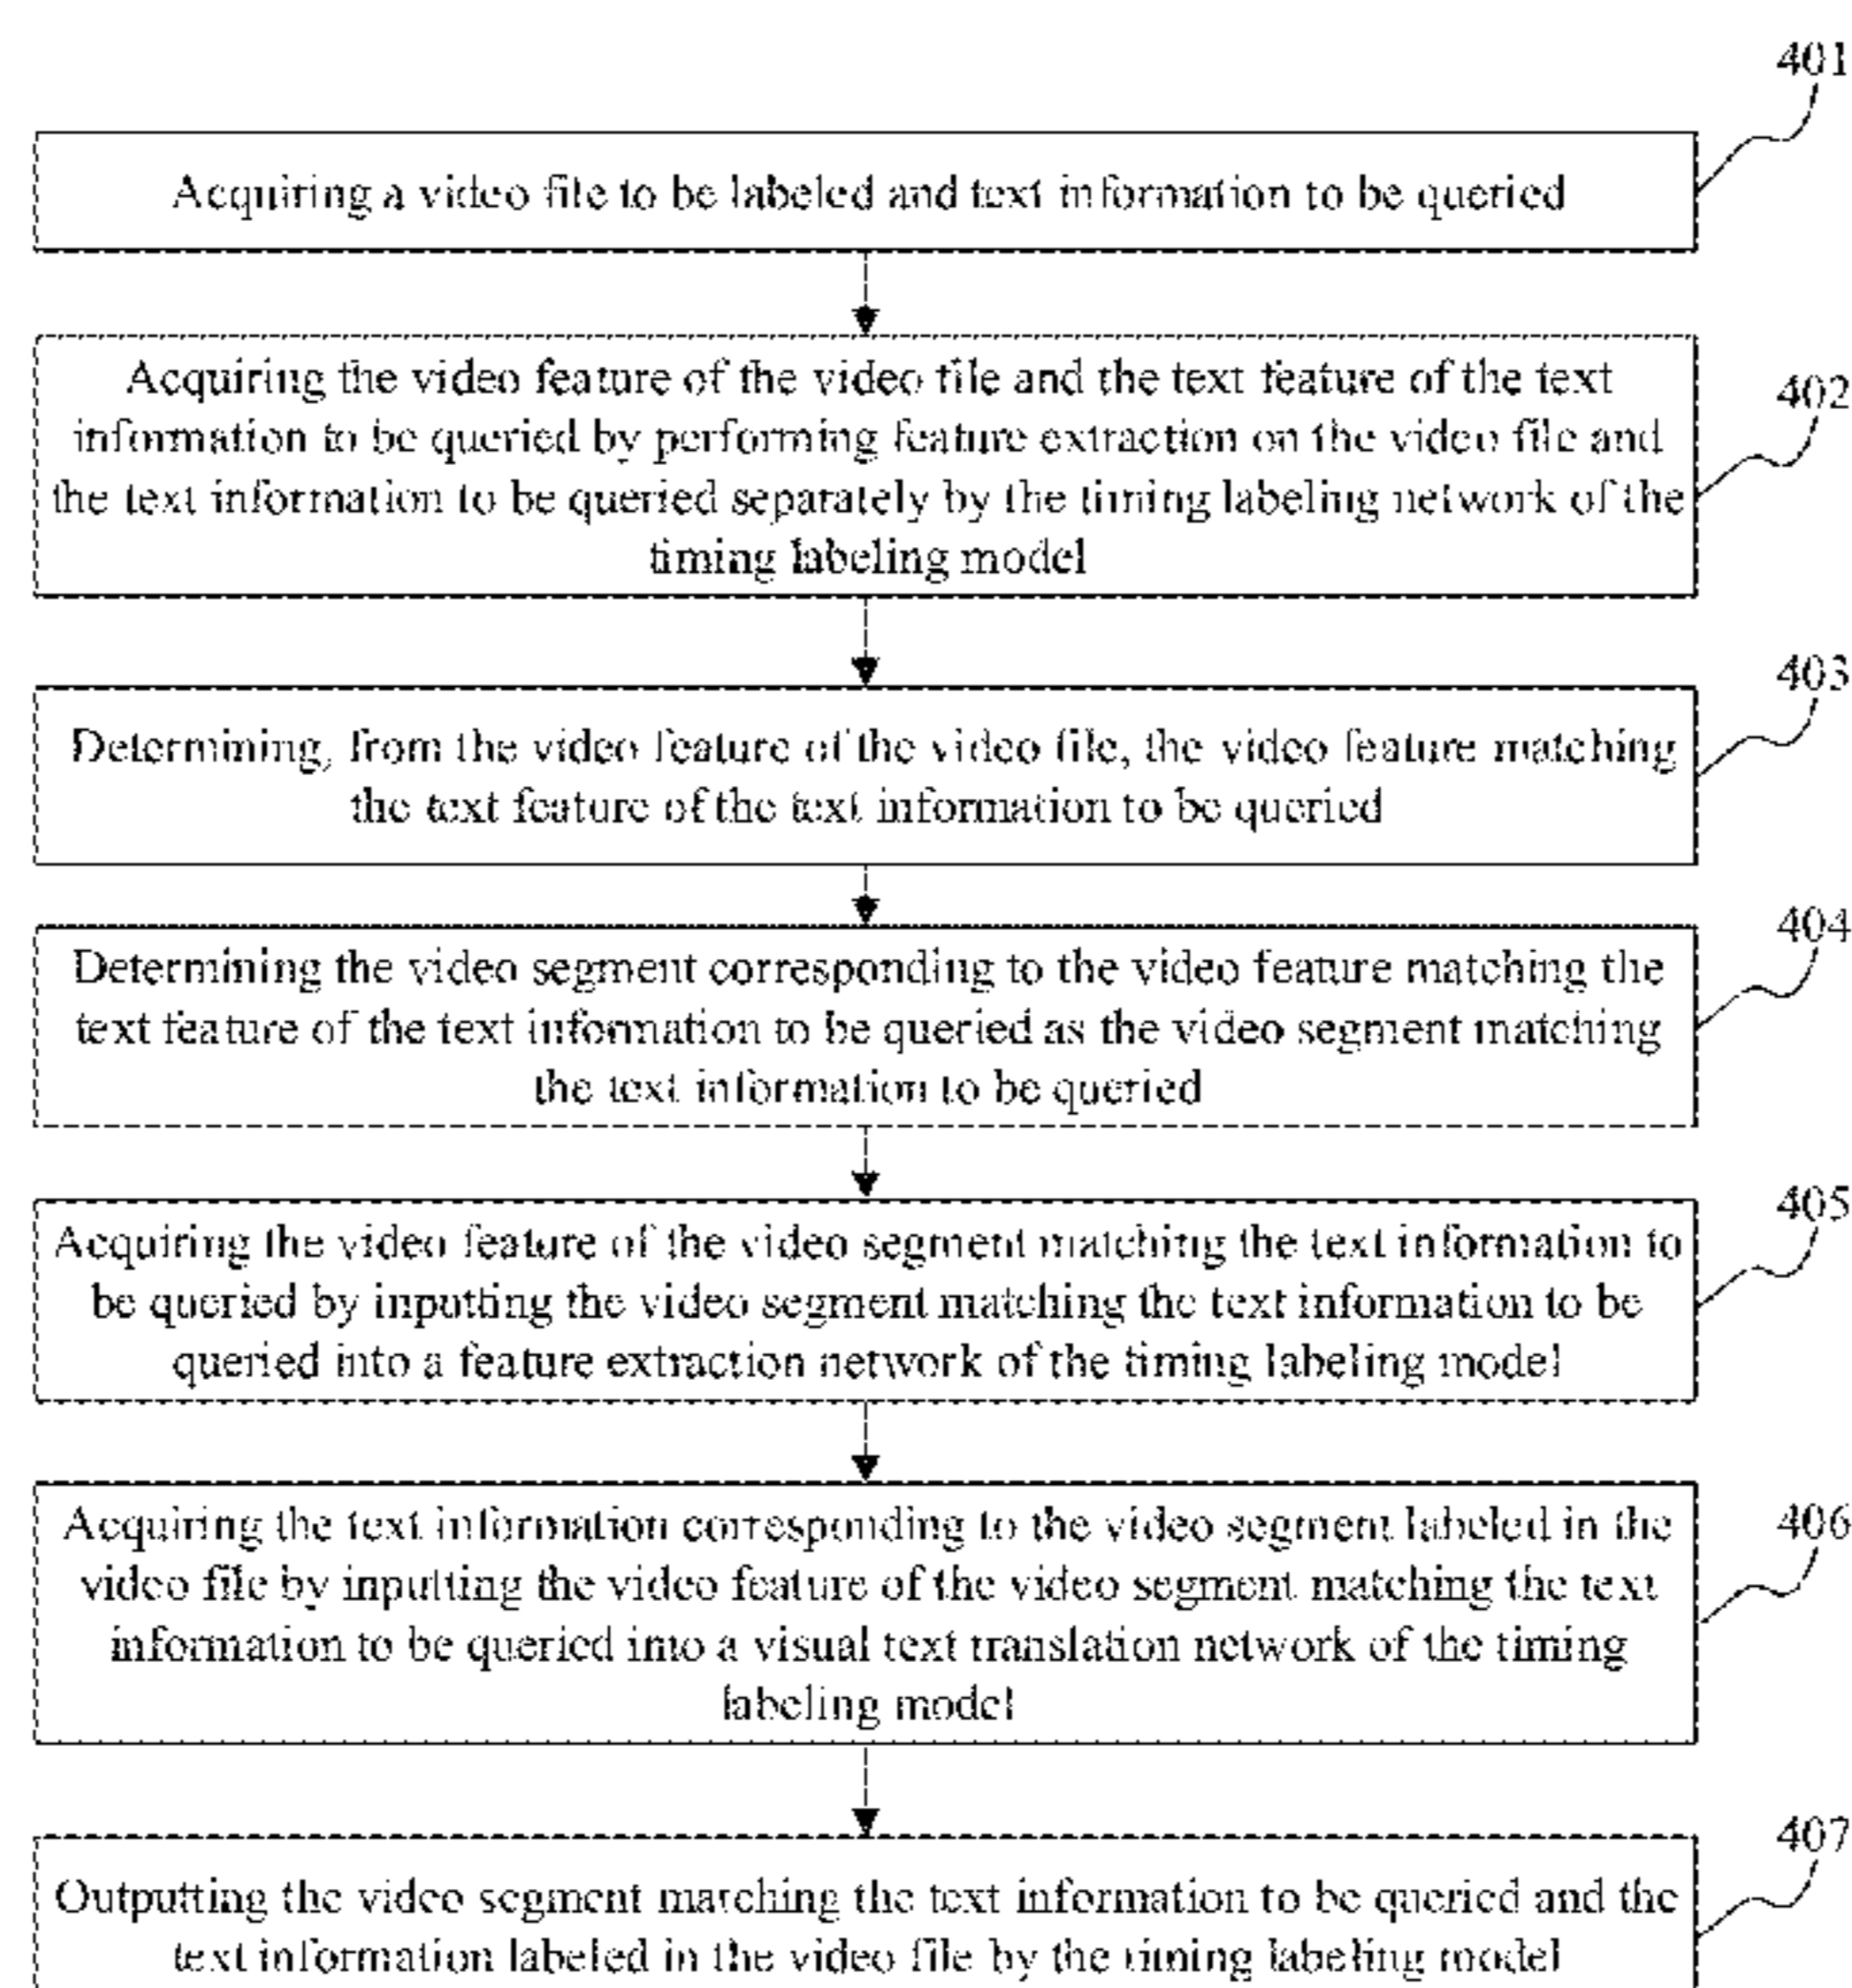 401
Acquiring a video file to be labeled and text information to be queried
Acquiring the video feature of the video file and the text feature of the text
information to be queried by performing feature extraction on the video file and
the text information to be queried separately by the timing labeling network of the
timing labeling model
402
Determining, from the video feature of the video file, the video feature matching
the text feature of the text information to be queried
403
Determining the video segment corresponding to the video feature matching the
text feature of the text information to be queried as the video segment matching
the text information to be queried
404
Acquiring the video feature of the video segment matching the text information to
be queried by inputting the video segment matching the text information to be
queried into a feature extraction network of the timing labeling model
405
Acquiring the text information corresponding to the video segment labeled in the
video file by inputting the video feature of the video segment matching the text
information to be queried into a visual text translation network of the timing
labeling model
406
Outputting the video segment matching the text information to be queried and the
text information labeled in the video file by the timing labeling model
407